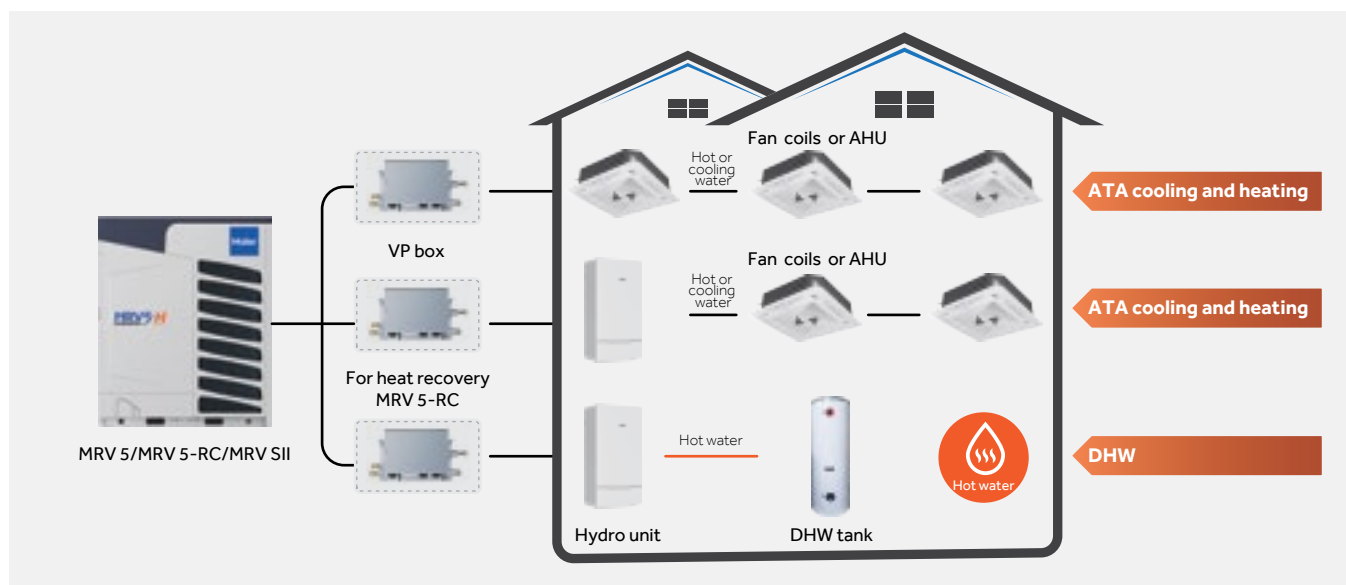 Fan coils or AHU
Hot or
cooling
water
ATA cooling and heating
VP box
Haier
Fan coils or AHU
Hot or
cooling
water
ATA cooling and heating
MRV5-H
For heat recovery
MRV 5-RC
MRV 5/MRV 5-RC/MRV SII
Hot water
DHW
Hot water
Hydro unit
DHW tank